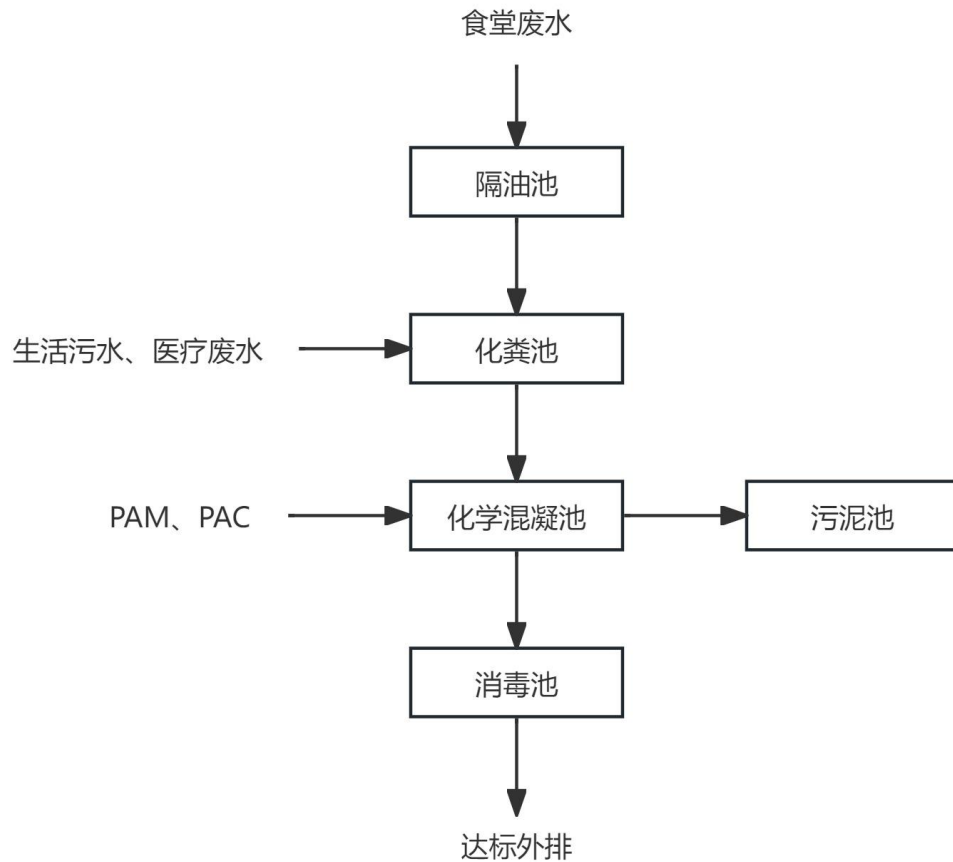 食堂废水
隔油池
生活污水、医疗废水
化粪池
PAM、PAC
化学混凝池
污泥池
消毒池
达标外排